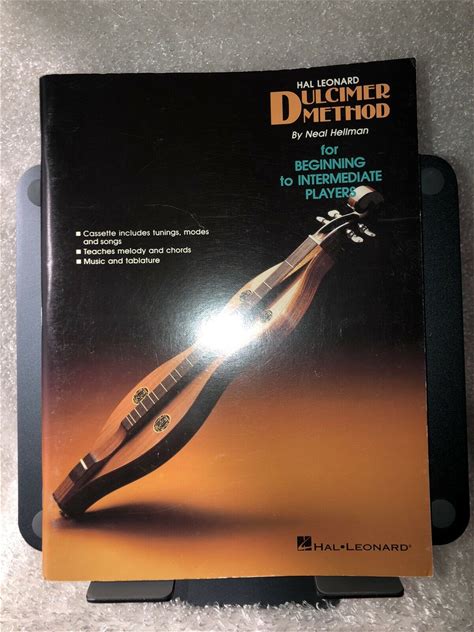 HAL LEONARD
DULCIMER
METHOD
By Neal Hellman
for
BEGINNING
to INTERMEDIATE
PLAYERS
■ Cassette includes tunings, modes
and songs
■ Teaches melody and chords
■ Music and tablature
HAL•LEONARD®